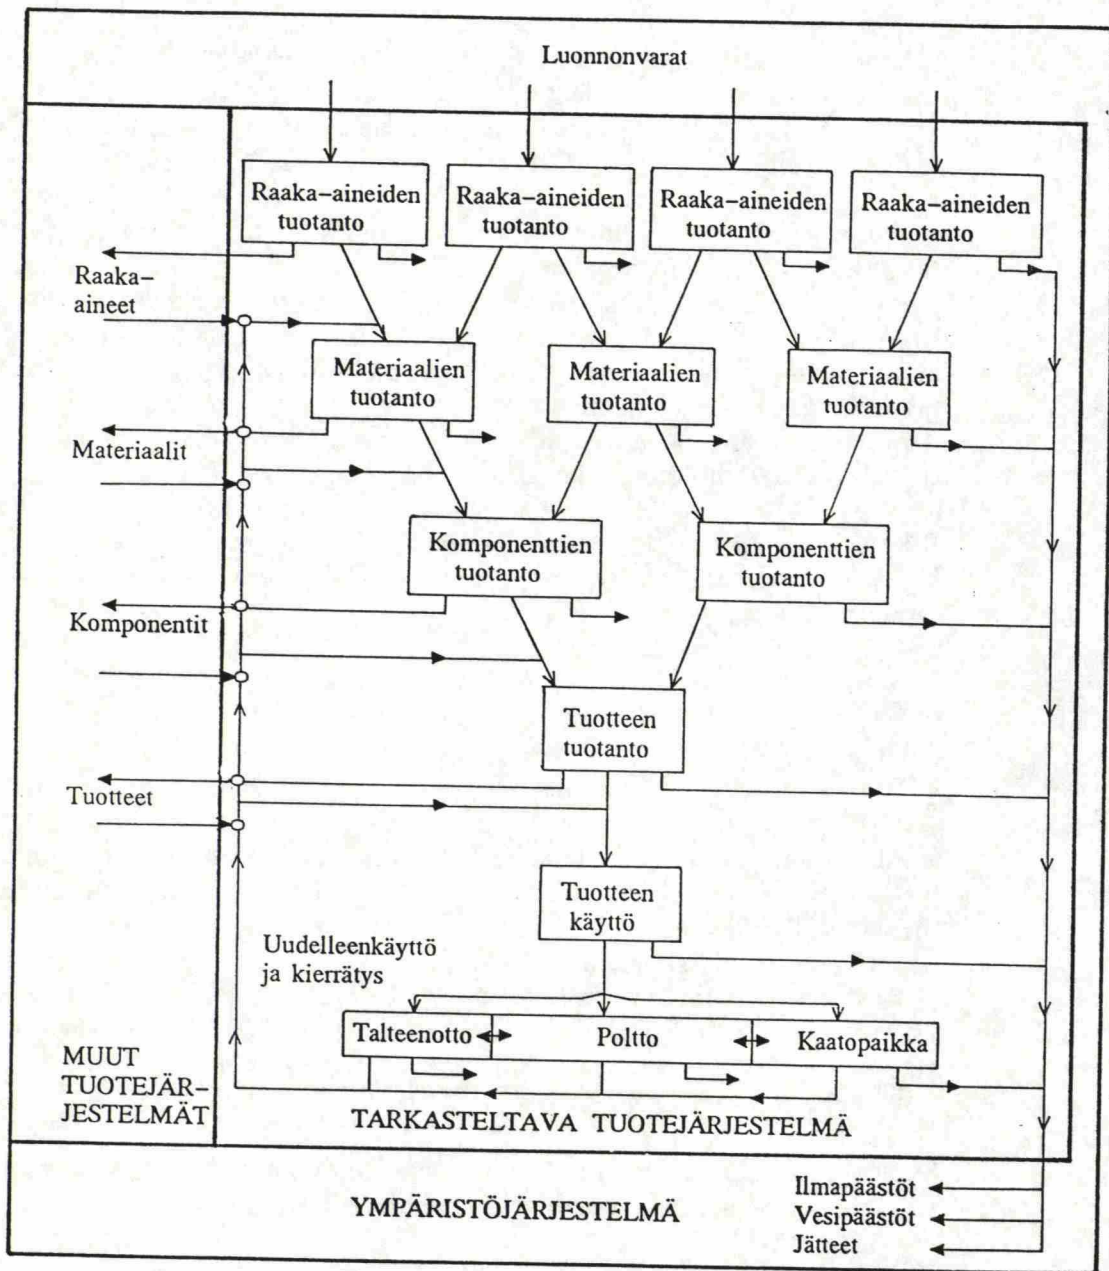 Luonnonvarat
Raaka-aineiden
tuotanto
Raaka-aineiden
tuotanto
Raaka-aineiden
tuotanto
Raaka-aineiden
tuotanto
Raaka-
aineet
Materiaalien
tuotanto
Materiaalien
tuotanto
Materiaalien
tuotanto
Materiaalit
Komponenttien
tuotanto
Komponenttien
tuotanto
Komponentit
Tuotteen
tuotanto
Tuotteet
Tuotteen
käyttö
Uudelleenkäyttö
ja kierrätys
Talteenotto
Poltto
Kaatopaikka
MUUT
TUOTEJÄR-
JESTELMÄT
TARKASTELTAVA TUOTEJÄRJESTELMÄ
YMPÄRISTÖJÄRJESTELMÄ
Ilmapäästöt
Vesipäästöt
Jätteet